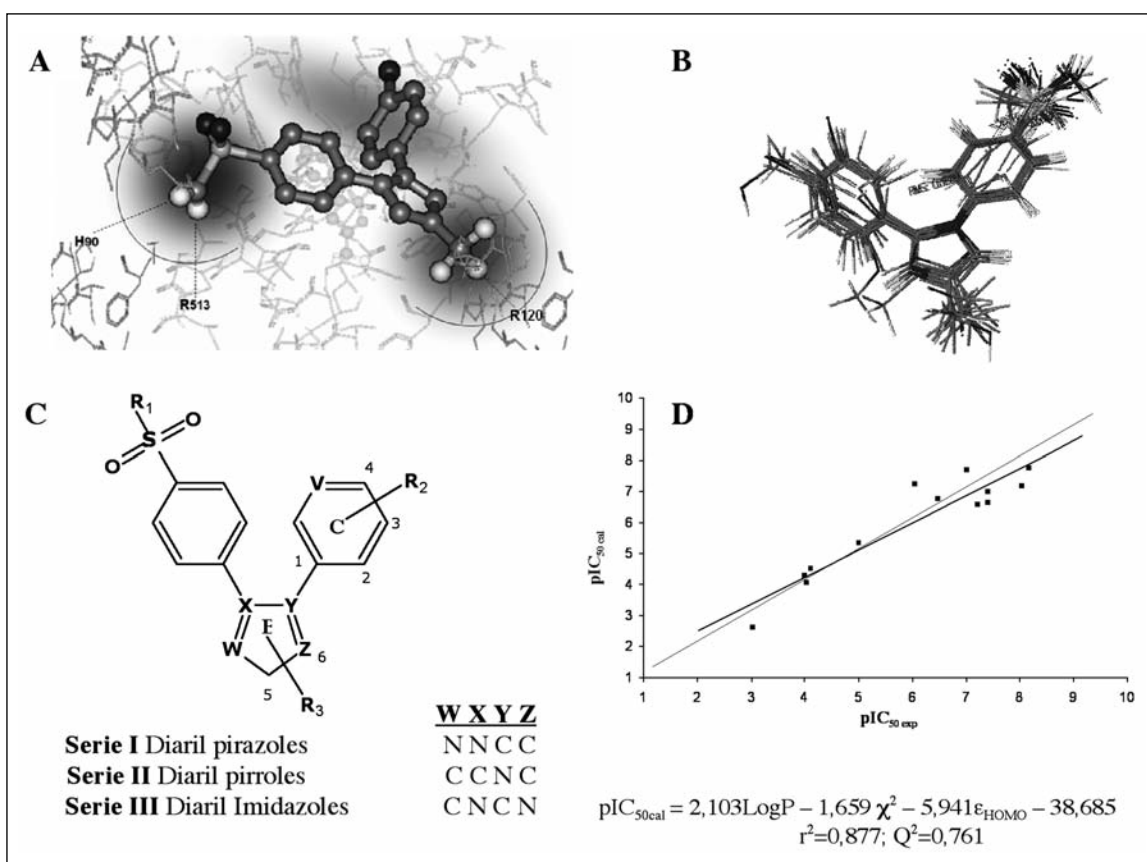 A
H90
R513
R120
B
C
R1
O
S
O
V
4
R2
C
3
1
2
X
Y
E
W
Z
6
5
R3
W X Y Z
Serie I Diaril pirazoles N N C C
Serie II Diaril pirroles C C N C
Serie III Diaril Imidazoles C N C N
D
pIC50 cal
10
9
8
7
6
5
4
3
2
1
1 2 3 4 5 6 7 8 9 10
pIC50 exp
pIC50cal = 2,103LogP – 1,659 χ² – 5,941εHOMO – 38,685
r²=0,877; Q²=0,761